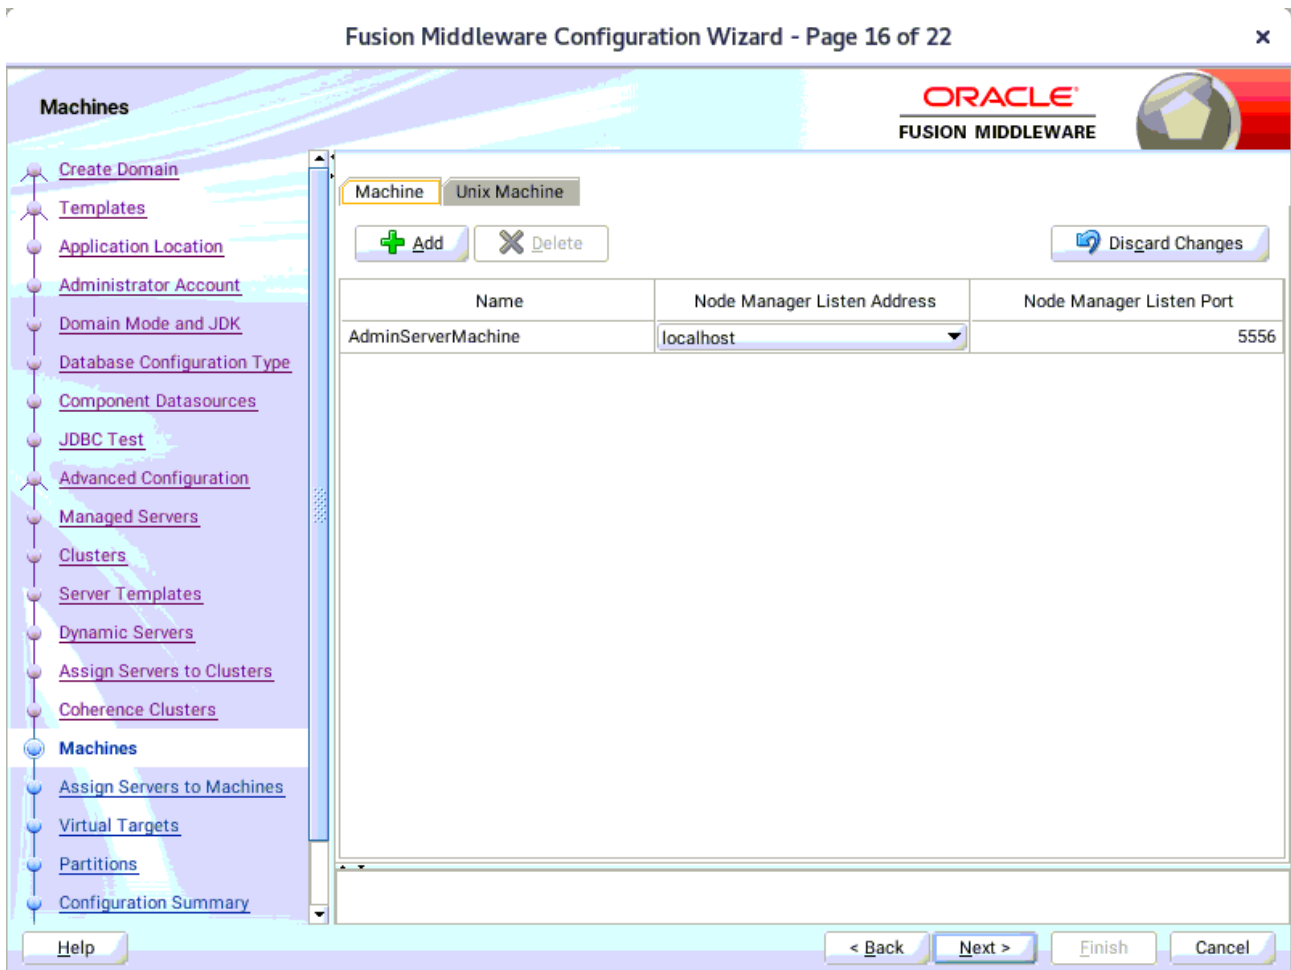 Fusion Middleware Configuration Wizard - Page 16 of 22
Machines
ORACLE
FUSION MIDDLEWARE
Create Domain
Templates
Application Location
Administrator Account
Domain Mode and JDK
Database Configuration Type
Component Datasources
JDBC Test
Advanced Configuration
Managed Servers
Clusters
Server Templates
Dynamic Servers
Assign Servers to Clusters
Coherence Clusters
Machines
Assign Servers to Machines
Virtual Targets
Partitions
Configuration Summary
Machine Unix Machine
Add Delete Discard Changes
Name Node Manager Listen Address Node Manager Listen Port
AdminServerMachine localhost 5556
Help < Back Next > Finish Cancel